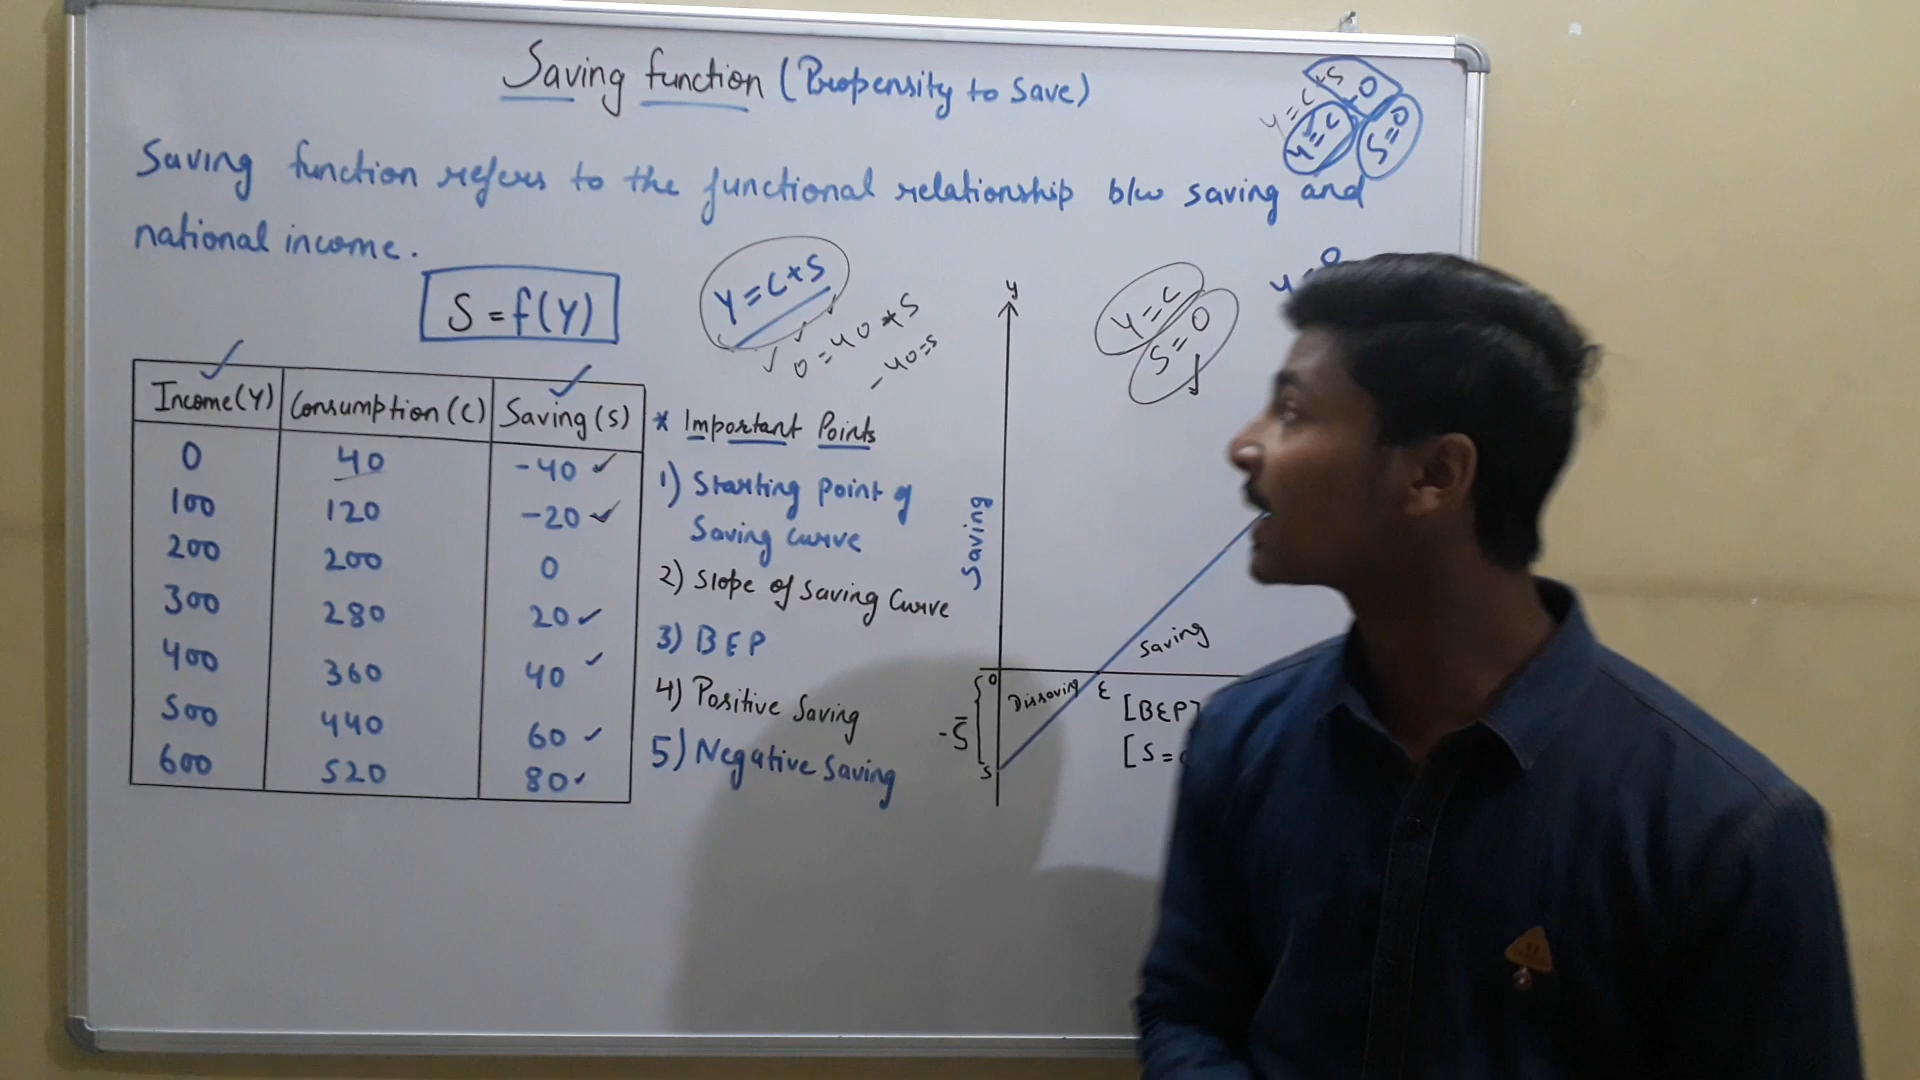 Saving function (Propensity to Save)
Y = C + S
0
Y = C
S = 0
Saving function refers to the functional relationship b/w saving and
national income.
S = f(Y)
Y = C + S
0 = 40 + S
-40 = S
Y = C
S = 0
Income (Y) Consumption (C) Saving (S)
0 40 -40
100 120 -20
200 200 0
300 280 20
400 360 40
500 440 60
600 520 80
* Important Points
1) Starting point of
Saving curve
2) Slope of Saving Curve
3) BEP
4) Positive Saving
5) Negative Saving
y
Saving
Saving
0
Dissaving
E
[BEP]
[S =
-S̄
S